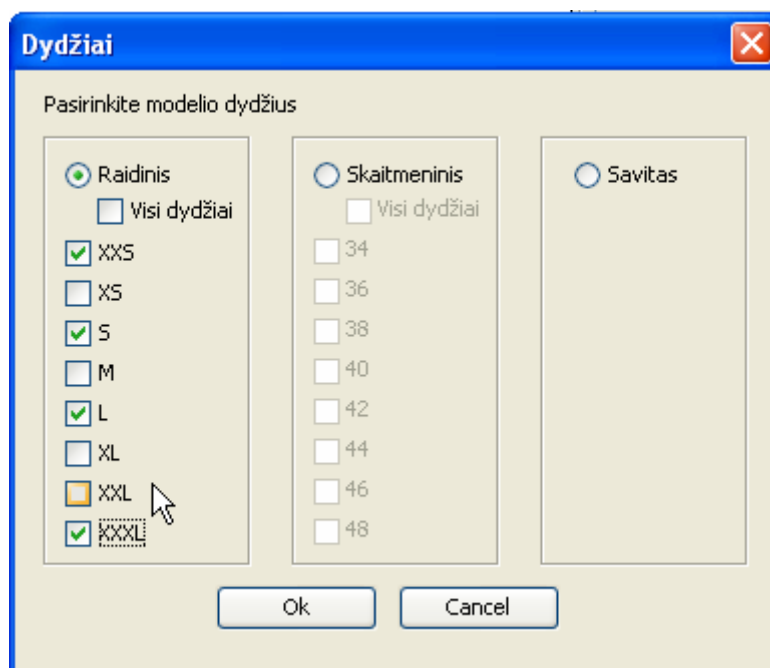 Dydžiai
Pasirinkite modelio dydžius
Raidinis
Visi dydžiai
XXS
XS
S
M
L
XL
XXL
XXXL
Skaitmeninis
Visi dydžiai
34
36
38
40
42
44
46
48
Savitas
Ok
Cancel